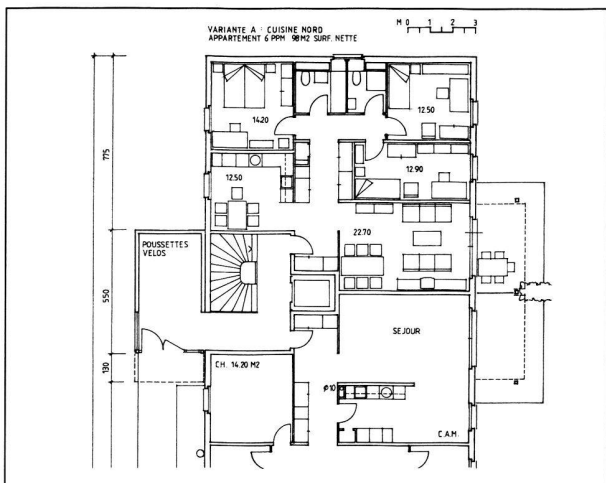 VARIANTE A : CUISINE NORD
APPARTEMENT 6 PPM 98M2 SURF. NETTE
M 0 1 2 3
14.20
12.50
12.50
12.90
775
22.70
POUSSETTES
VELOS
550
SEJOUR
130
CH. 14.20 M2
Ø10
C.A.M.